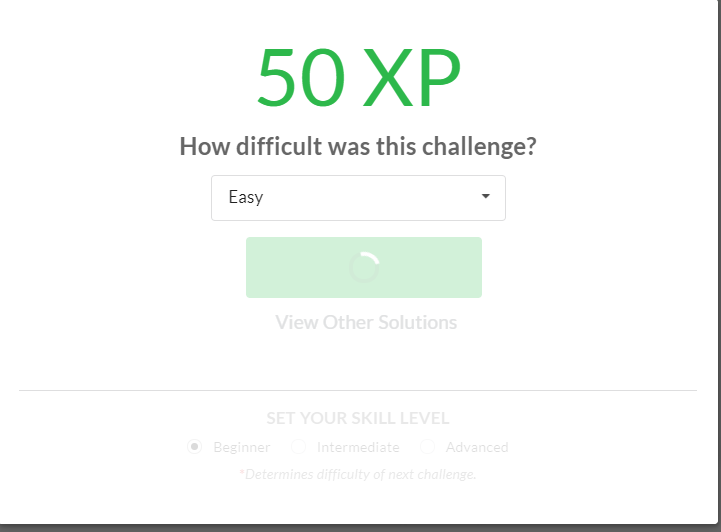 50 XP
How difficult was this challenge?
Easy
View Other Solutions
SET YOUR SKILL LEVEL
Beginner Intermediate Advanced
*Determines difficulty of next challenge.